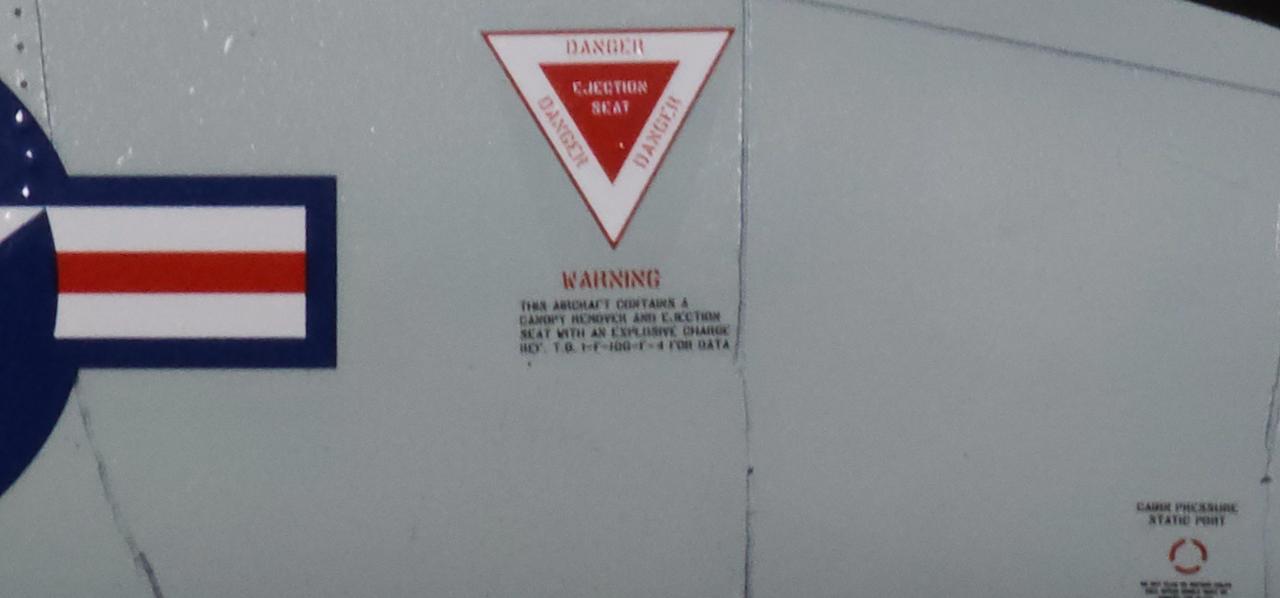 DANGER
EJECTION
SEAT
DANGER
DANGER
WARNING
THIS AIRCRAFT CONTAINS A
CANOPY REMOVER AND EJECTION
SEAT WITH AN EXPLOSIVE CHARGE
REF. T.O. 1-F-100-F-4 FOR DATA
CABIN PRESSURE
STATIC PORT